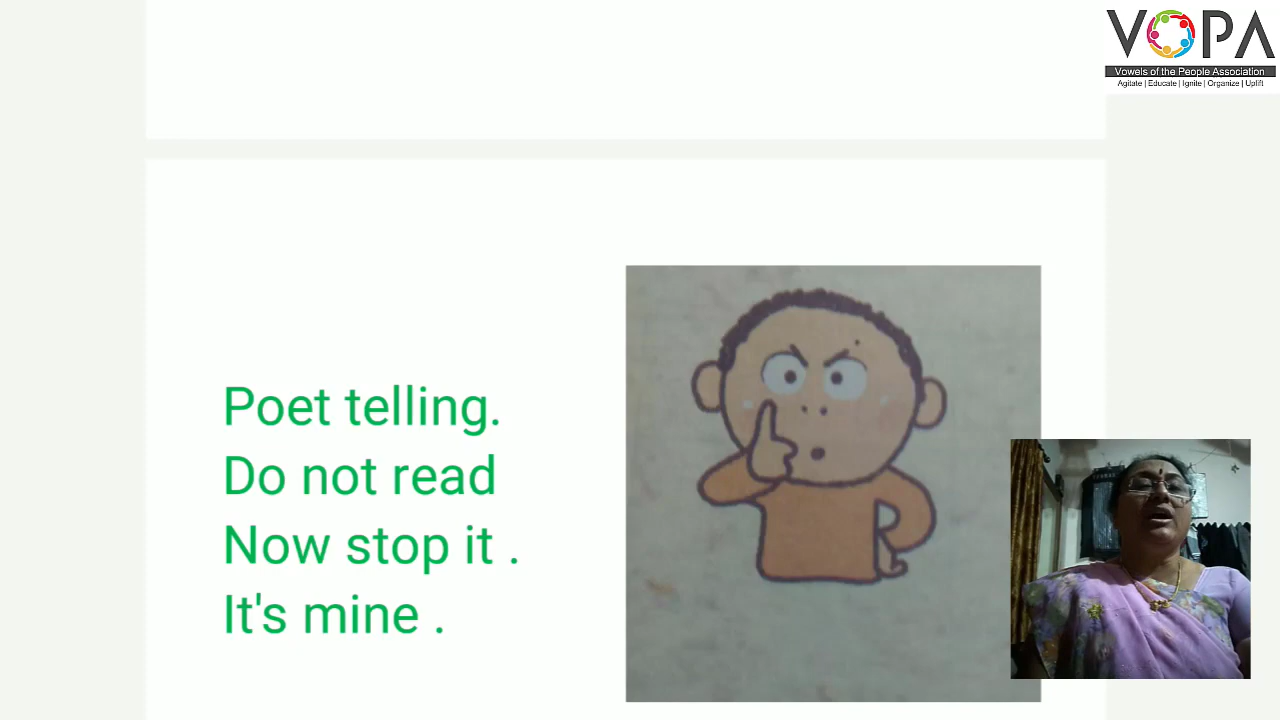 VOPA
Vowels of the People Association
Agitate | Educate | Ignite | Organize | Uplift
Poet telling.
Do not read
Now stop it .
It's mine .